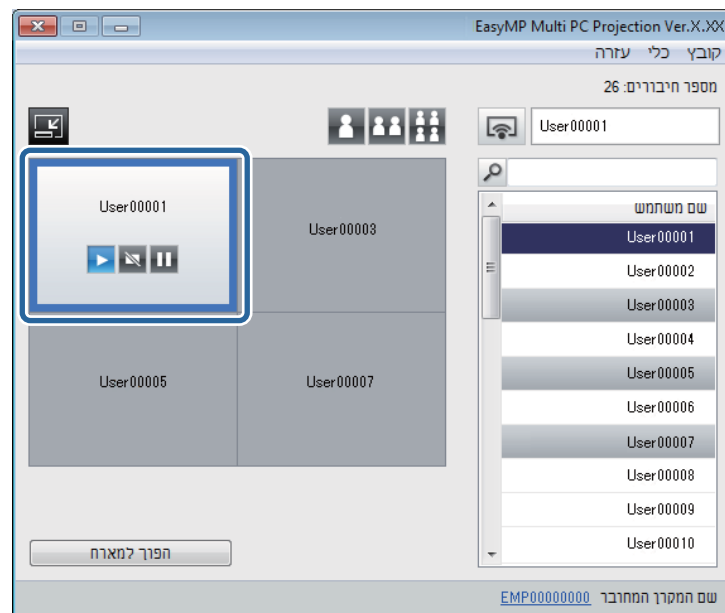 EasyMP Multi PC Projection Ver.X.XX
קובץ כלי עזרה
מספר חיבורים: 26
User00001
שם משתמש
User00001
User00002
User00003
User00004
User00005
User00006
User00007
User00008
User00009
User00010
User00001
User00003
User00005
User00007
הפוך למארח
שם המקרן המחובר EMP00000000